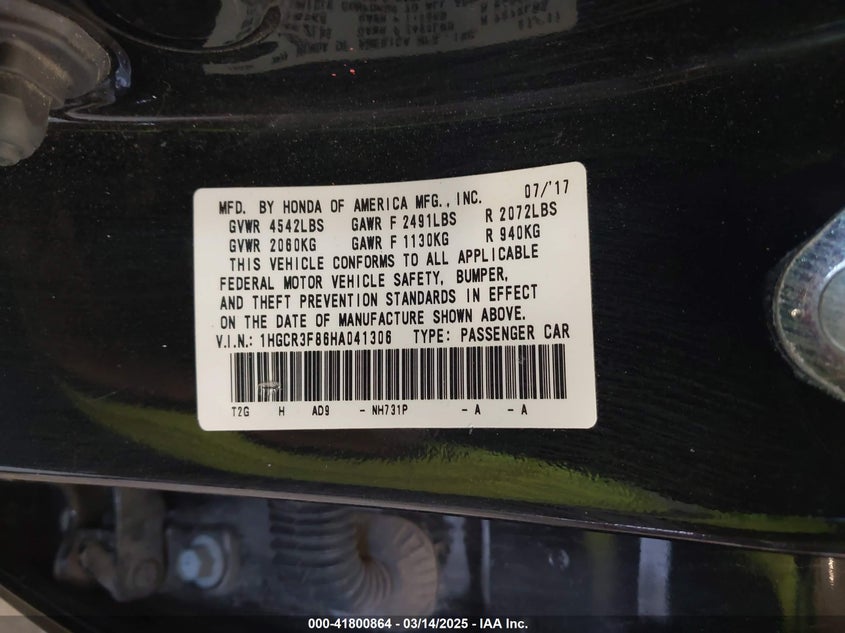 MFD. BY HONDA OF AMERICA MFG., INC. 07/'17
GVWR 4542LBS GAWR F 2491LBS R 2072LBS
GVWR 2060KG GAWR F 1130KG R 940KG
THIS VEHICLE CONFORMS TO ALL APPLICABLE
FEDERAL MOTOR VEHICLE SAFETY, BUMPER,
AND THEFT PREVENTION STANDARDS IN EFFECT
ON THE DATE OF MANUFACTURE SHOWN ABOVE.
V.I.N.: 1HGCR3F86HA041306 TYPE: PASSENGER CAR
T2G H AD9 - NH731P - A - A
000-41800864 / 03/14/2025 / IAA Inc.